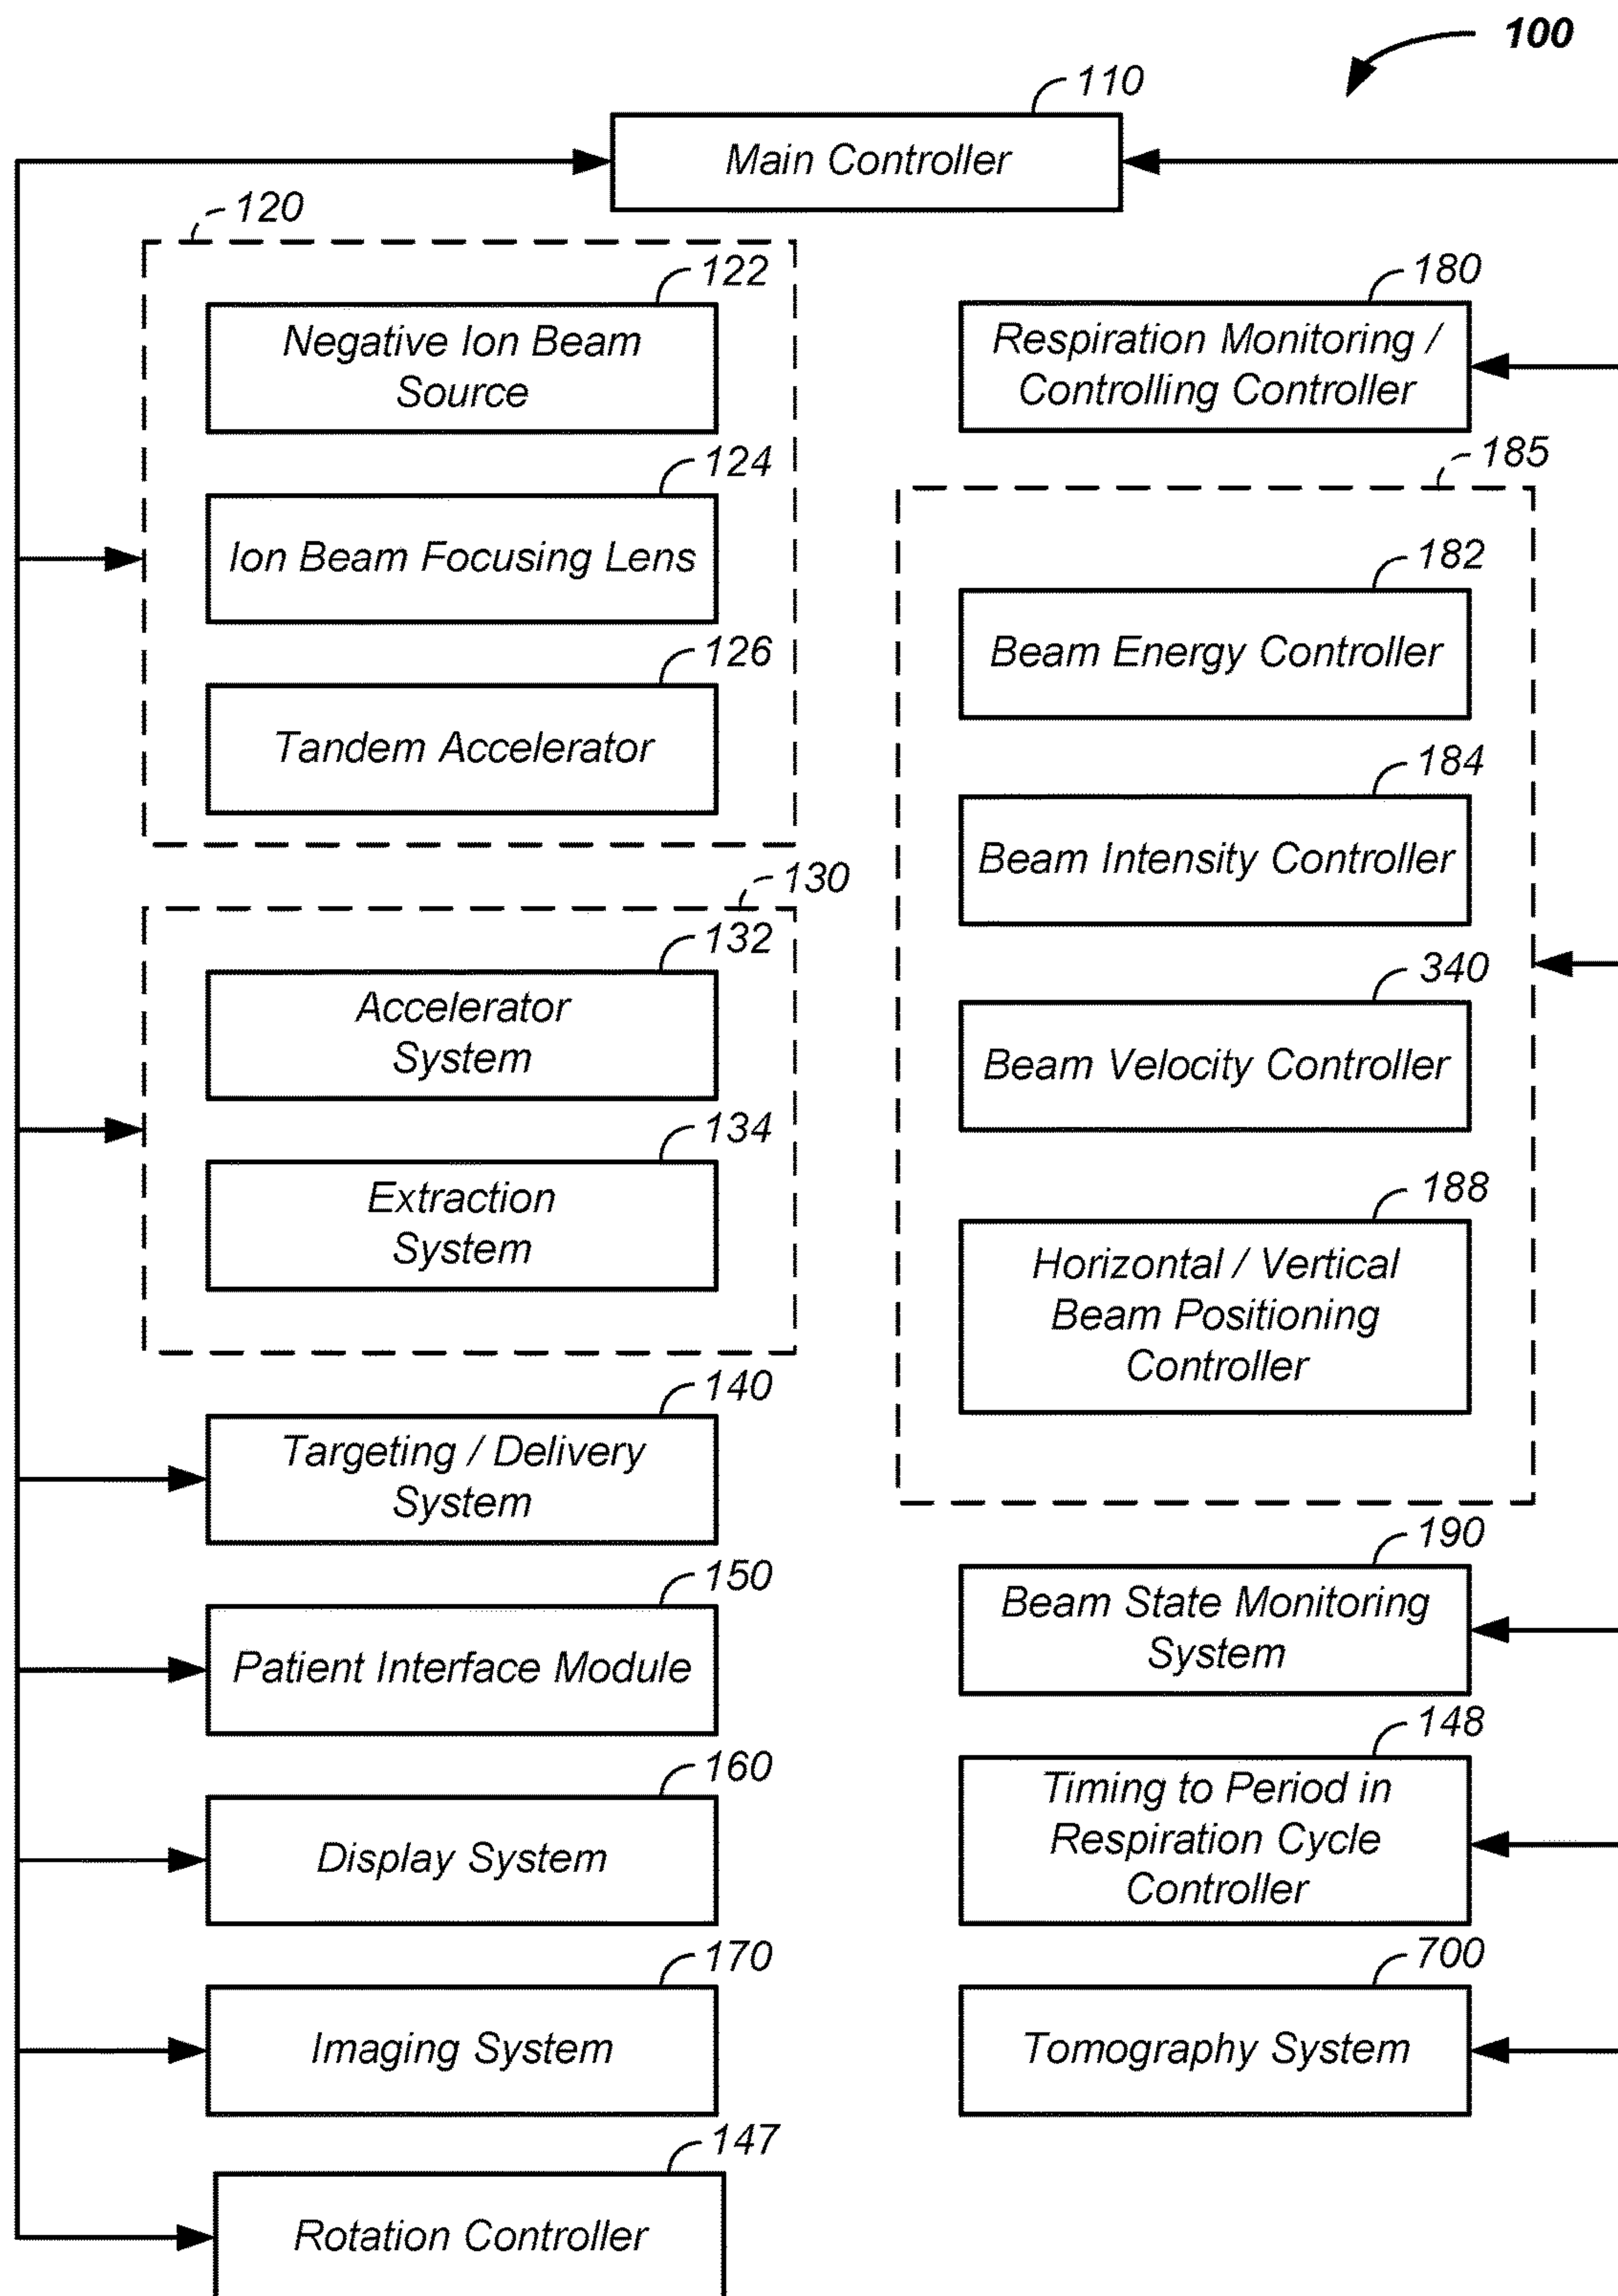 100
110
Main Controller
120
122
Negative Ion Beam
Source
124
Ion Beam Focusing Lens
126
Tandem Accelerator
130
132
Accelerator
System
134
Extraction
System
140
Targeting / Delivery
System
150
Patient Interface Module
160
Display System
170
Imaging System
147
Rotation Controller
180
Respiration Monitoring /
Controlling Controller
185
182
Beam Energy Controller
184
Beam Intensity Controller
340
Beam Velocity Controller
188
Horizontal / Vertical
Beam Positioning
Controller
190
Beam State Monitoring
System
148
Timing to Period in
Respiration Cycle
Controller
700
Tomography System